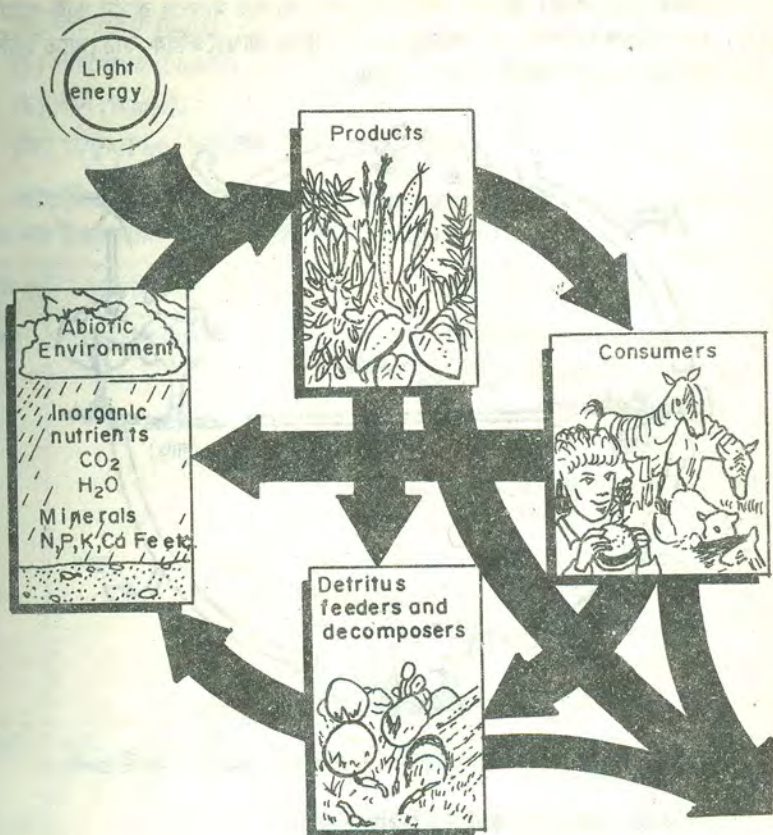 Light
energy
Products
Abiotic
Environment
Inorganic
nutrients
CO₂
H₂O
Minerals
N,P,K,Ca Fe etc.
Consumers
Detritus
feeders and
decomposers